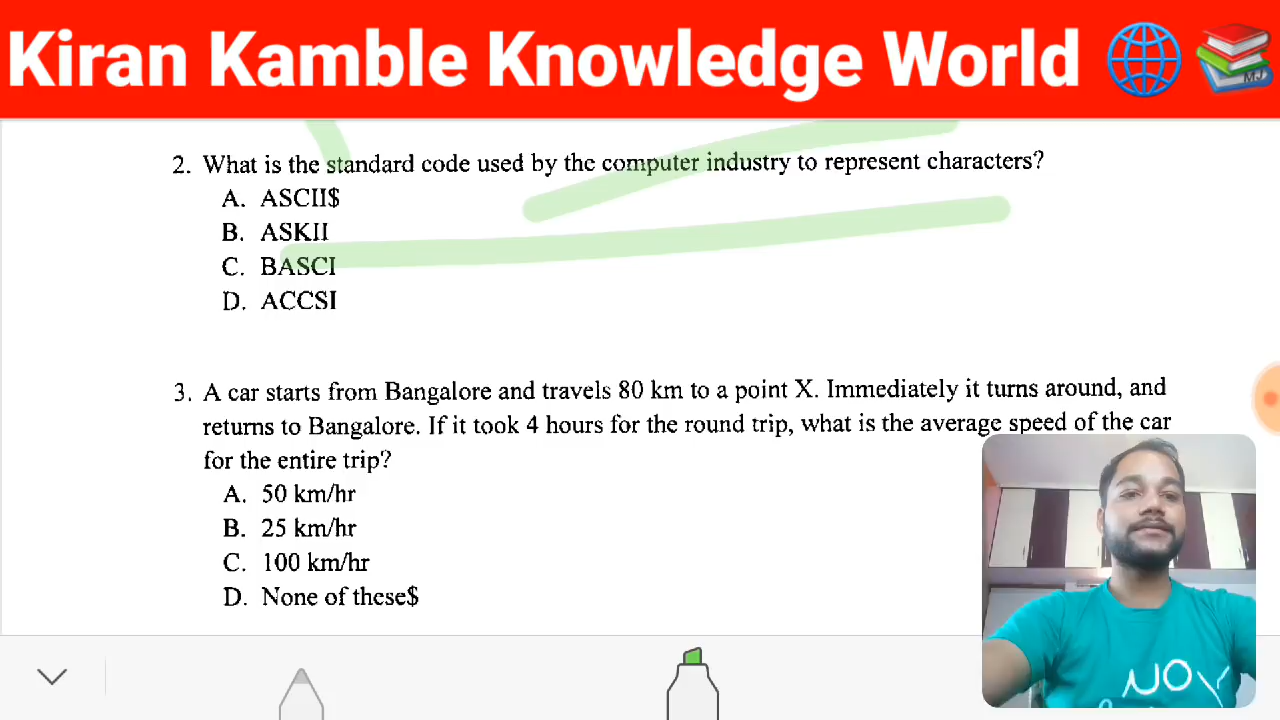 Kiran Kamble Knowledge World
MJ
2. What is the standard code used by the computer industry to represent characters?
A. ASCII$
B. ASKII
C. BASCI
D. ACCSI
3. A car starts from Bangalore and travels 80 km to a point X. Immediately it turns around, and
returns to Bangalore. If it took 4 hours for the round trip, what is the average speed of the car
for the entire trip?
A. 50 km/hr
B. 25 km/hr
C. 100 km/hr
D. None of these$
NOV